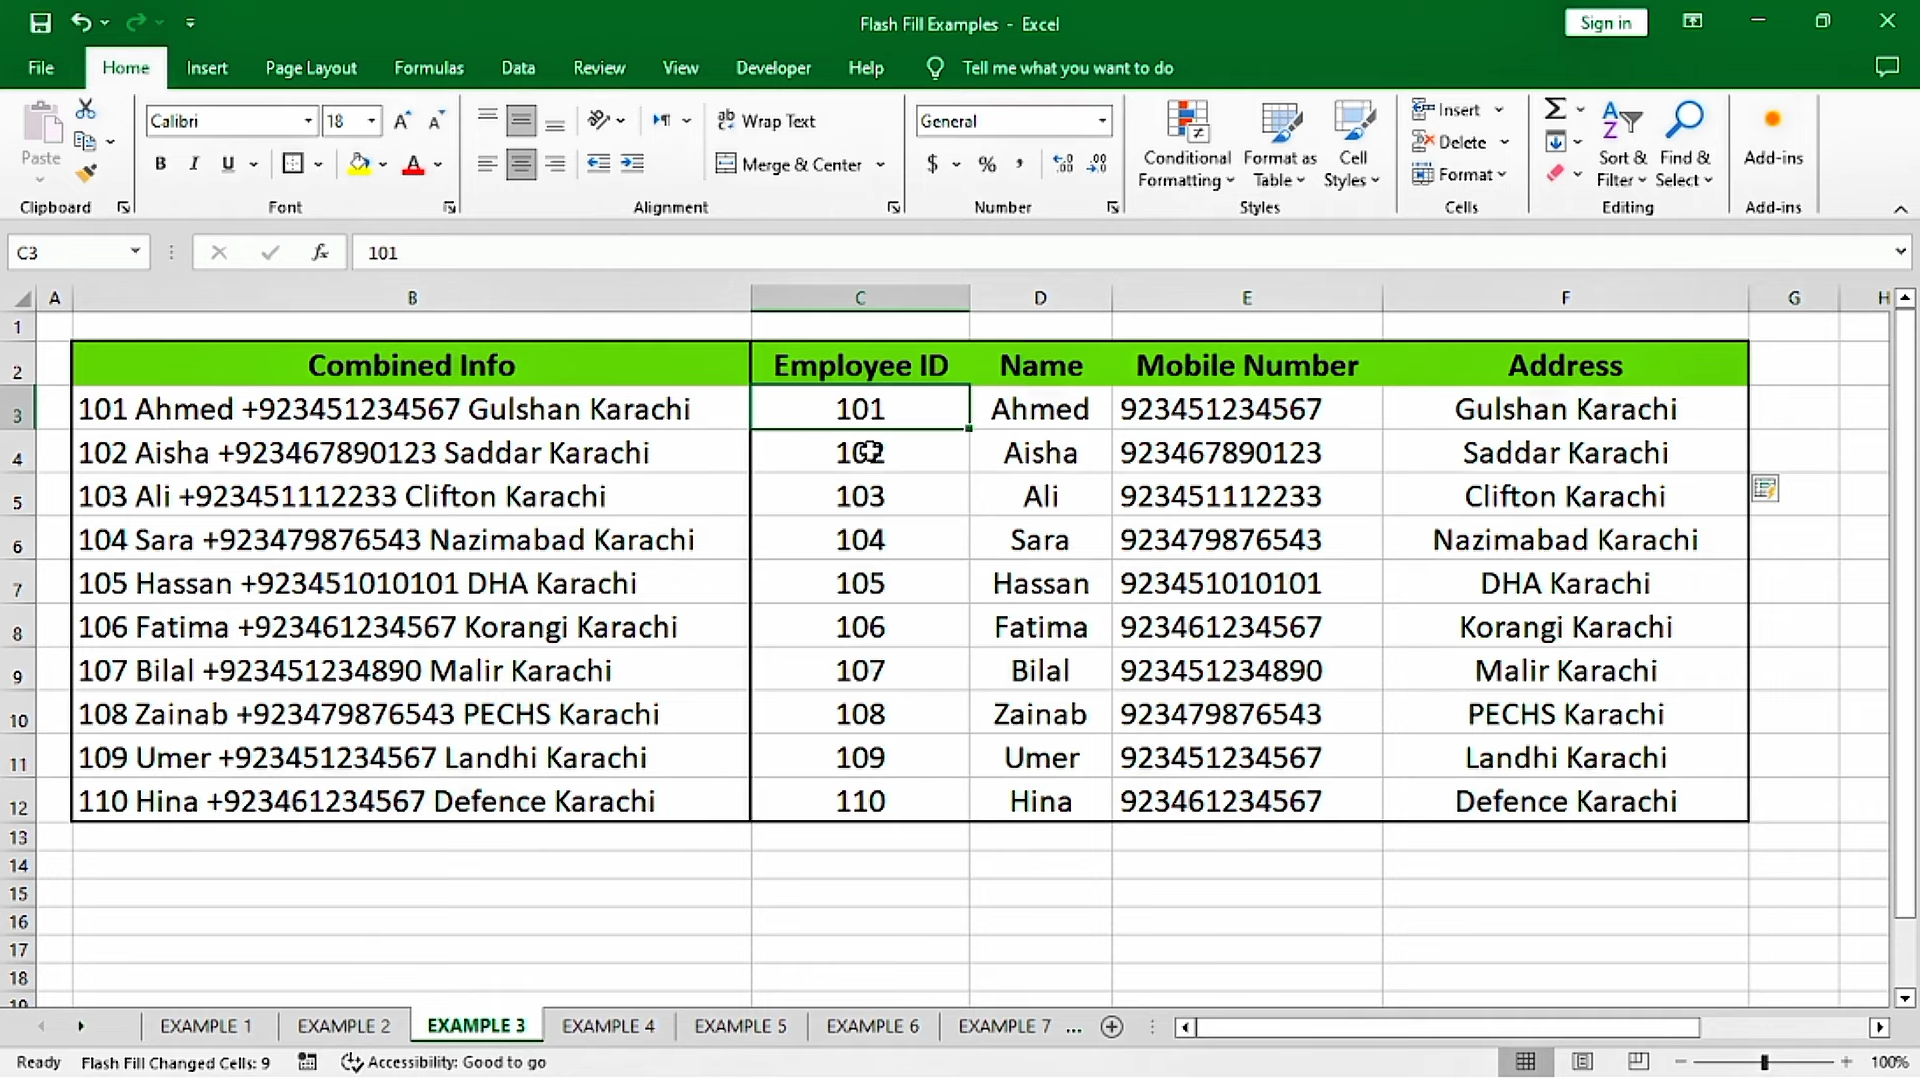 Flash Fill Examples - Excel
Sign in
File Home Insert Page Layout Formulas Data Review View Developer Help Tell me what you want to do
Calibri 18 Wrap Text General Insert
Paste B I U A Merge & Center $ % , Conditional Formatting Format as Table Cell Styles Delete Format Sort & Filter Find & Select Add-ins
Clipboard Font Alignment Number Styles Cells Editing Add-ins
C3 fx 101
A B C D E F G H
1
2 Combined Info Employee ID Name Mobile Number Address
3 101 Ahmed +923451234567 Gulshan Karachi 101 Ahmed 923451234567 Gulshan Karachi
4 102 Aisha +923467890123 Saddar Karachi 102 Aisha 923467890123 Saddar Karachi
5 103 Ali +923451112233 Clifton Karachi 103 Ali 923451112233 Clifton Karachi
6 104 Sara +923479876543 Nazimabad Karachi 104 Sara 923479876543 Nazimabad Karachi
7 105 Hassan +923451010101 DHA Karachi 105 Hassan 923451010101 DHA Karachi
8 106 Fatima +923461234567 Korangi Karachi 106 Fatima 923461234567 Korangi Karachi
9 107 Bilal +923451234890 Malir Karachi 107 Bilal 923451234890 Malir Karachi
10 108 Zainab +923479876543 PECHS Karachi 108 Zainab 923479876543 PECHS Karachi
11 109 Umer +923451234567 Landhi Karachi 109 Umer 923451234567 Landhi Karachi
12 110 Hina +923461234567 Defence Karachi 110 Hina 923461234567 Defence Karachi
13
14
15
16
17
18
19
EXAMPLE 1 EXAMPLE 2 EXAMPLE 3 EXAMPLE 4 EXAMPLE 5 EXAMPLE 6 EXAMPLE 7 ...
Ready Flash Fill Changed Cells: 9 Accessibility: Good to go 100%